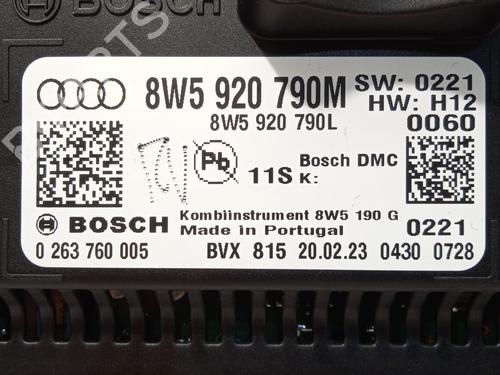 BOSCH
8W5 920 790M SW: 0221
HW: H12
8W5 920 790L 0060
Pb 11S Bosch DMC
K:
BOSCH Kombiinstrument 8W5 190 G
Made in Portugal 0221
0 263 760 005 BVX 815 20.02.23 0430 0728